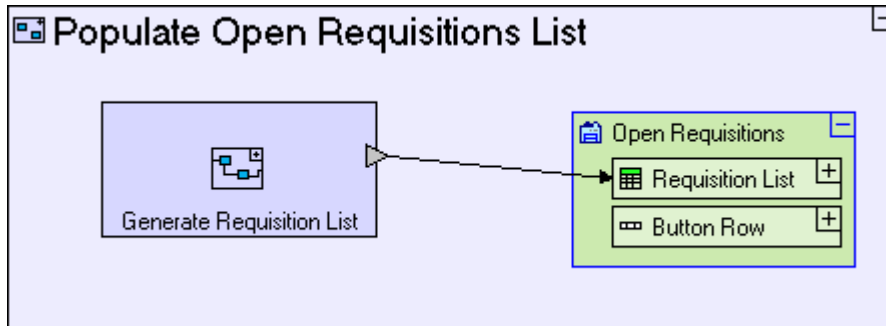 Populate Open Requisitions List
Open Requisitions
Requisition List
Generate Requisition List
Button Row